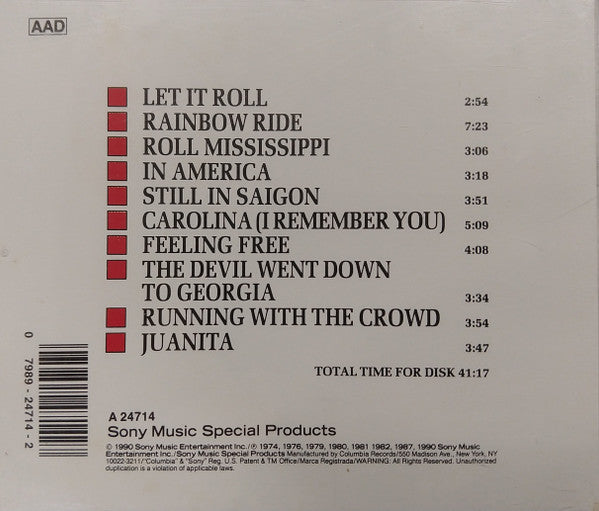 AAD
LET IT ROLL 2:54
RAINBOW RIDE 7:23
ROLL MISSISSIPPI 3:06
IN AMERICA 3:18
STILL IN SAIGON 3:51
CAROLINA (I REMEMBER YOU) 5:09
FEELING FREE 4:08
THE DEVIL WENT DOWN
TO GEORGIA 3:34
RUNNING WITH THE CROWD 3:54
JUANITA 3:47
TOTAL TIME FOR DISK 41:17
0 7989-24714-2
A 24714
Sony Music Special Products
© 1990 Sony Music Entertainment Inc./℗ 1974, 1976, 1979, 1980, 1981 1982, 1987, 1990 Sony Music
Entertainment Inc./Sony Music Special Products Manufactured by Columbia Records/550 Madison Ave., New York, NY
10022-3211/"Columbia" & "Sony" Reg. U.S. Patent & TM Office/Marca Registrada/WARNING: All Rights Reserved. Unauthorized
duplication is a violation of applicable laws.